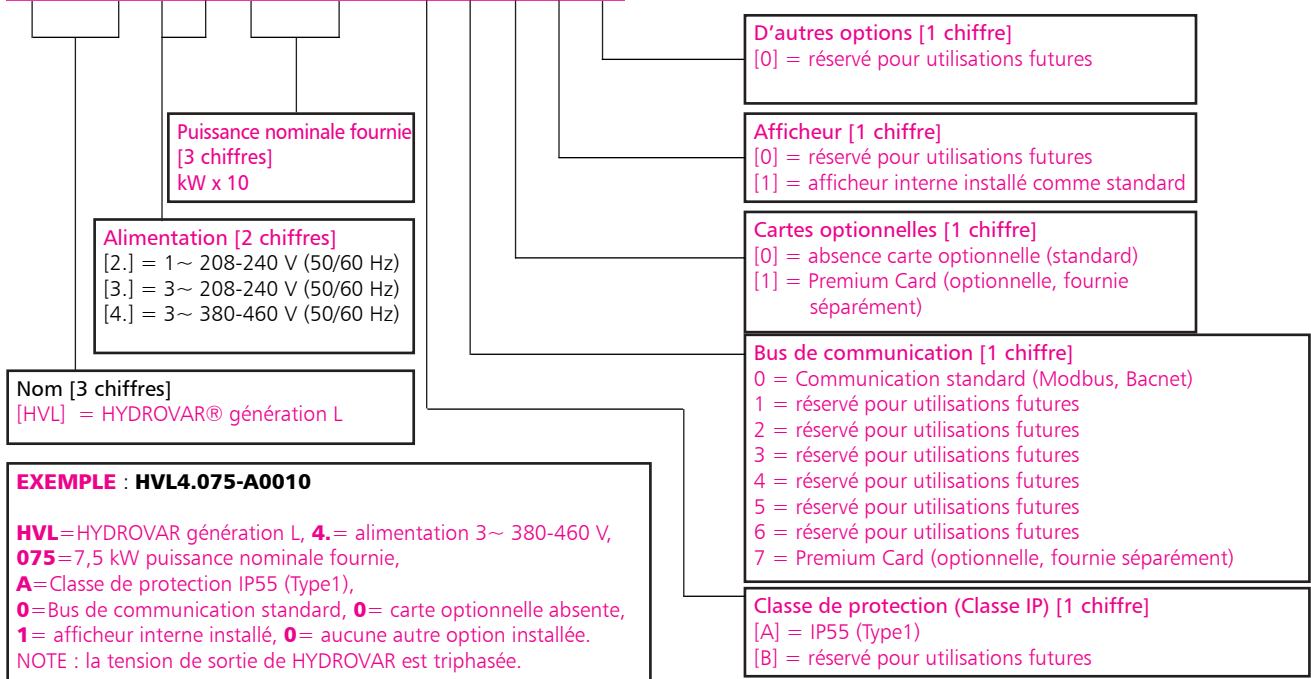 D'autres options [1 chiffre]
[0] = réservé pour utilisations futures
Puissance nominale fournie
[3 chiffres]
kW x 10
Afficheur [1 chiffre]
[0] = réservé pour utilisations futures
[1] = afficheur interne installé comme standard
Alimentation [2 chiffres]
[2.] = 1~ 208-240 V (50/60 Hz)
[3.] = 3~ 208-240 V (50/60 Hz)
[4.] = 3~ 380-460 V (50/60 Hz)
Cartes optionnelles [1 chiffre]
[0] = absence carte optionnelle (standard)
[1] = Premium Card (optionnelle, fournie
séparément)
Nom [3 chiffres]
[HVL] = HYDROVAR® génération L
Bus de communication [1 chiffre]
0 = Communication standard (Modbus, Bacnet)
1 = réservé pour utilisations futures
2 = réservé pour utilisations futures
3 = réservé pour utilisations futures
4 = réservé pour utilisations futures
5 = réservé pour utilisations futures
6 = réservé pour utilisations futures
7 = Premium Card (optionnelle, fournie séparément)
EXEMPLE : HVL4.075-A0010
HVL=HYDROVAR génération L, 4.= alimentation 3~ 380-460 V,
075=7,5 kW puissance nominale fournie,
A=Classe de protection IP55 (Type1),
0=Bus de communication standard, 0= carte optionnelle absente,
1= afficheur interne installé, 0= aucune autre option installée.
NOTE : la tension de sortie de HYDROVAR est triphasée.
Classe de protection (Classe IP) [1 chiffre]
[A] = IP55 (Type1)
[B] = réservé pour utilisations futures